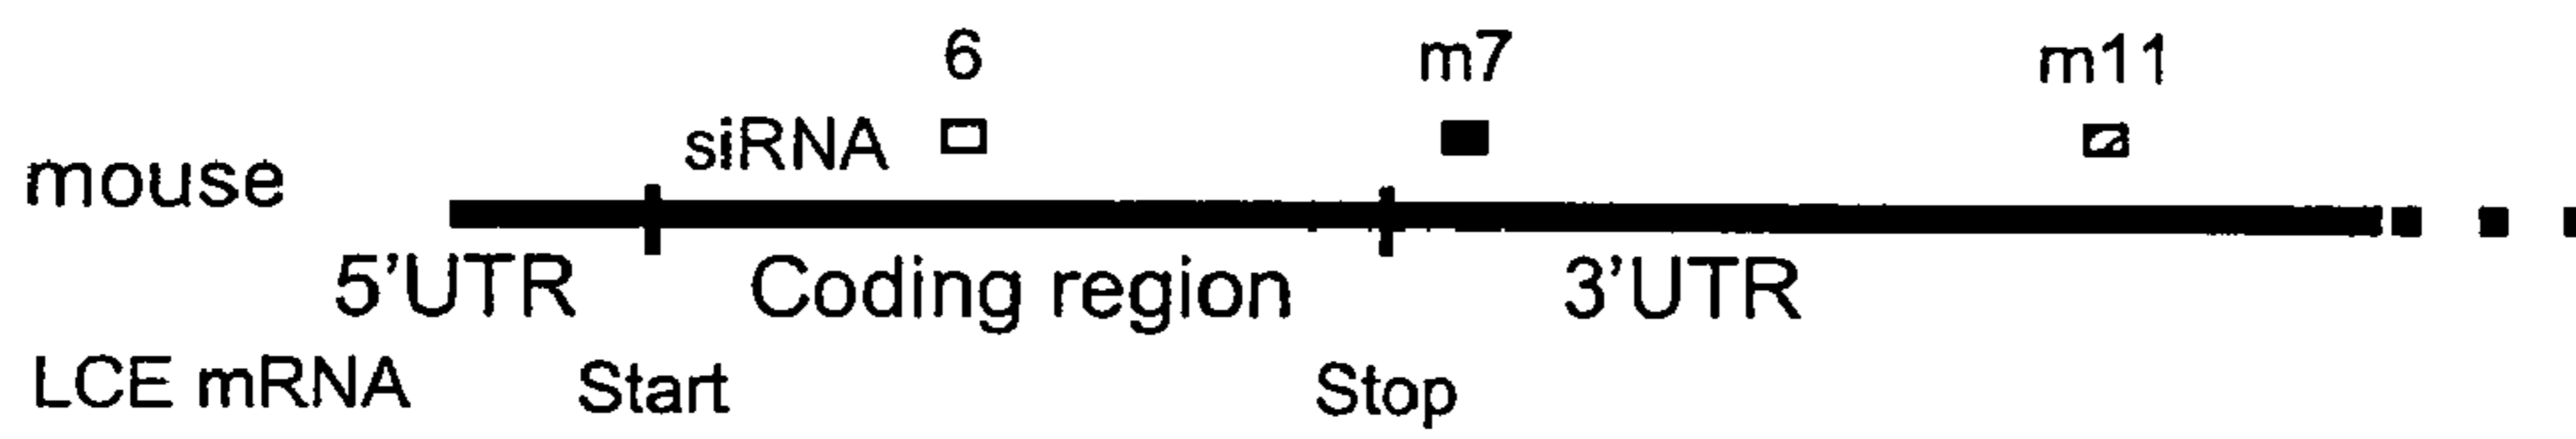 6 m7 m11
siRNA
mouse
5'UTR Coding region 3'UTR
LCE mRNA Start Stop